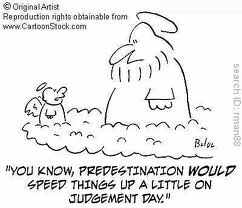 © Original Artist
Reproduction rights obtainable from
www.CartoonStock.com
search ID: rman88
Baloo
"YOU KNOW, PREDESTINATION WOULD
SPEED THINGS UP A LITTLE ON
JUDGEMENT DAY."